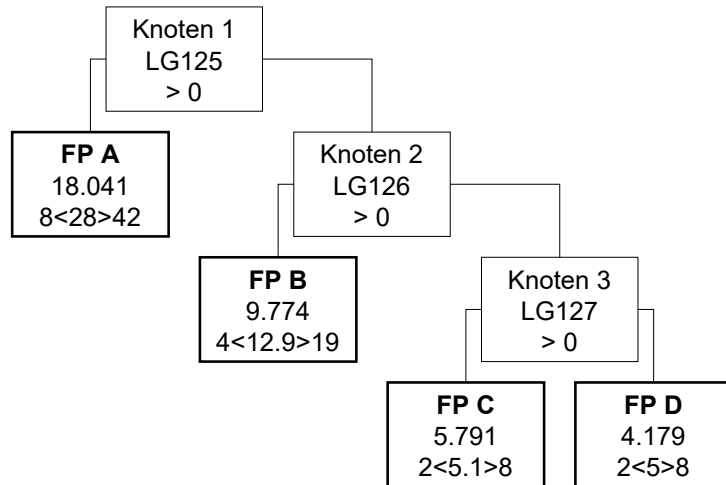 Knoten 1
LG125
> 0
FP A
18.041
8<28>42
Knoten 2
LG126
> 0
FP B
9.774
4<12.9>19
Knoten 3
LG127
> 0
FP C
5.791
2<5.1>8
FP D
4.179
2<5>8